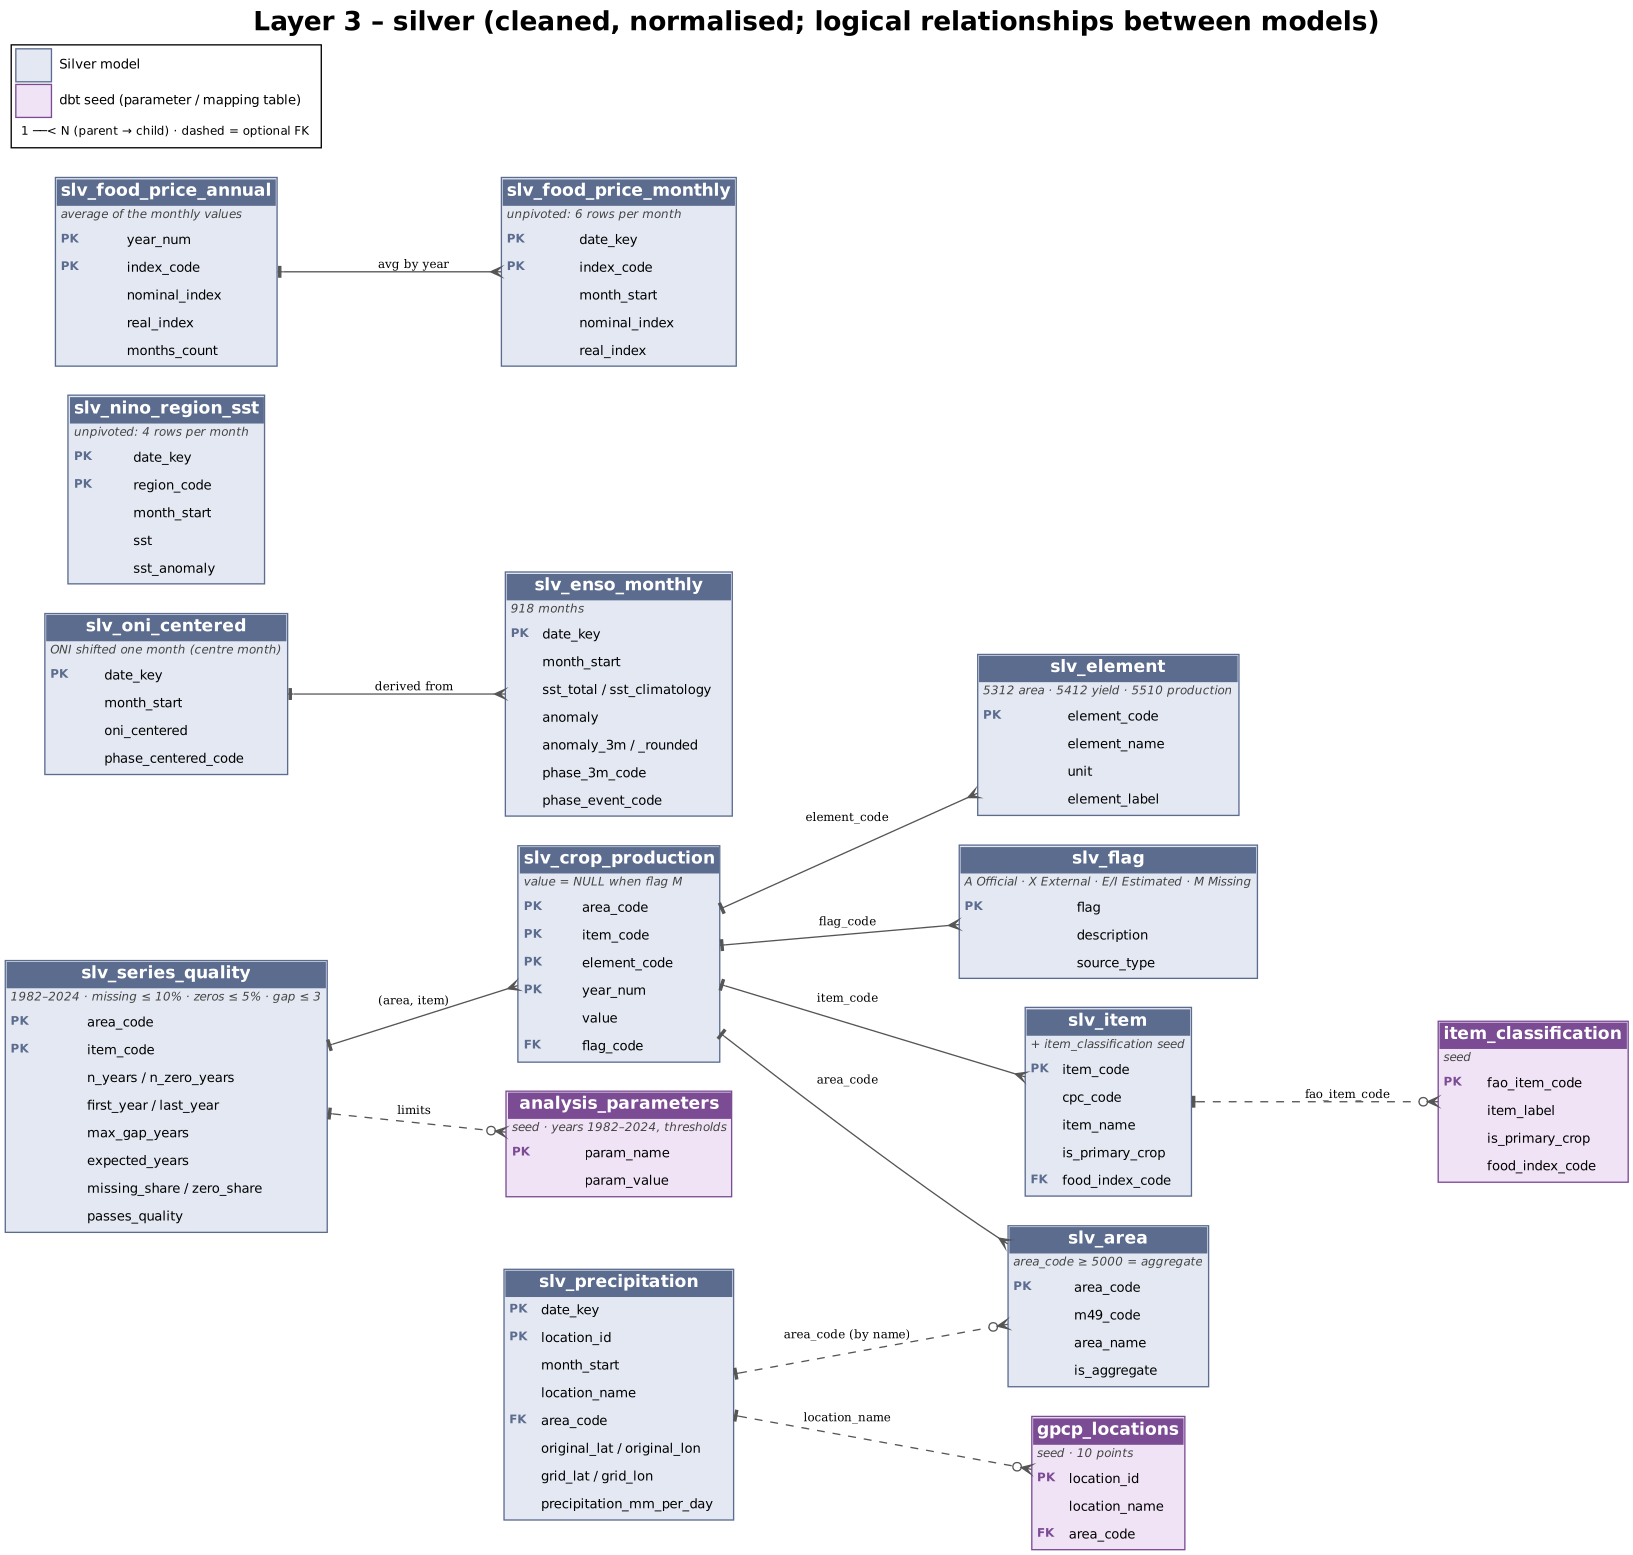 Layer 3 – silver (cleaned, normalised; logical relationships between models)
Silver model
dbt seed (parameter / mapping table)
1 ──< N (parent → child) · dashed = optional FK
slv_food_price_annual
average of the monthly values
PK year_num
PK index_code
nominal_index
real_index
months_count
avg by year
slv_food_price_monthly
unpivoted: 6 rows per month
PK date_key
PK index_code
month_start
nominal_index
real_index
slv_nino_region_sst
unpivoted: 4 rows per month
PK date_key
PK region_code
month_start
sst
sst_anomaly
slv_oni_centered
ONI shifted one month (centre month)
PK date_key
month_start
oni_centered
phase_centered_code
derived from
slv_enso_monthly
918 months
PK date_key
month_start
sst_total / sst_climatology
anomaly
anomaly_3m / _rounded
phase_3m_code
phase_event_code
slv_element
5312 area · 5412 yield · 5510 production
PK element_code
element_name
unit
element_label
element_code
slv_crop_production
value = NULL when flag M
PK area_code
PK item_code
PK element_code
PK year_num
value
FK flag_code
flag_code
slv_flag
A Official · X External · E/I Estimated · M Missing
PK flag
description
source_type
slv_series_quality
1982–2024 · missing ≤ 10% · zeros ≤ 5% · gap ≤ 3
PK area_code
PK item_code
n_years / n_zero_years
first_year / last_year
max_gap_years
expected_years
missing_share / zero_share
passes_quality
(area, item)
limits
analysis_parameters
seed · years 1982–2024, thresholds
PK param_name
param_value
item_code
area_code
slv_item
+ item_classification seed
PK item_code
cpc_code
item_name
is_primary_crop
FK food_index_code
fao_item_code
item_classification
seed
PK fao_item_code
item_label
is_primary_crop
food_index_code
slv_area
area_code ≥ 5000 = aggregate
PK area_code
m49_code
area_name
is_aggregate
slv_precipitation
PK date_key
PK location_id
month_start
location_name
FK area_code
original_lat / original_lon
grid_lat / grid_lon
precipitation_mm_per_day
area_code (by name)
location_name
gpcp_locations
seed · 10 points
PK location_id
location_name
FK area_code